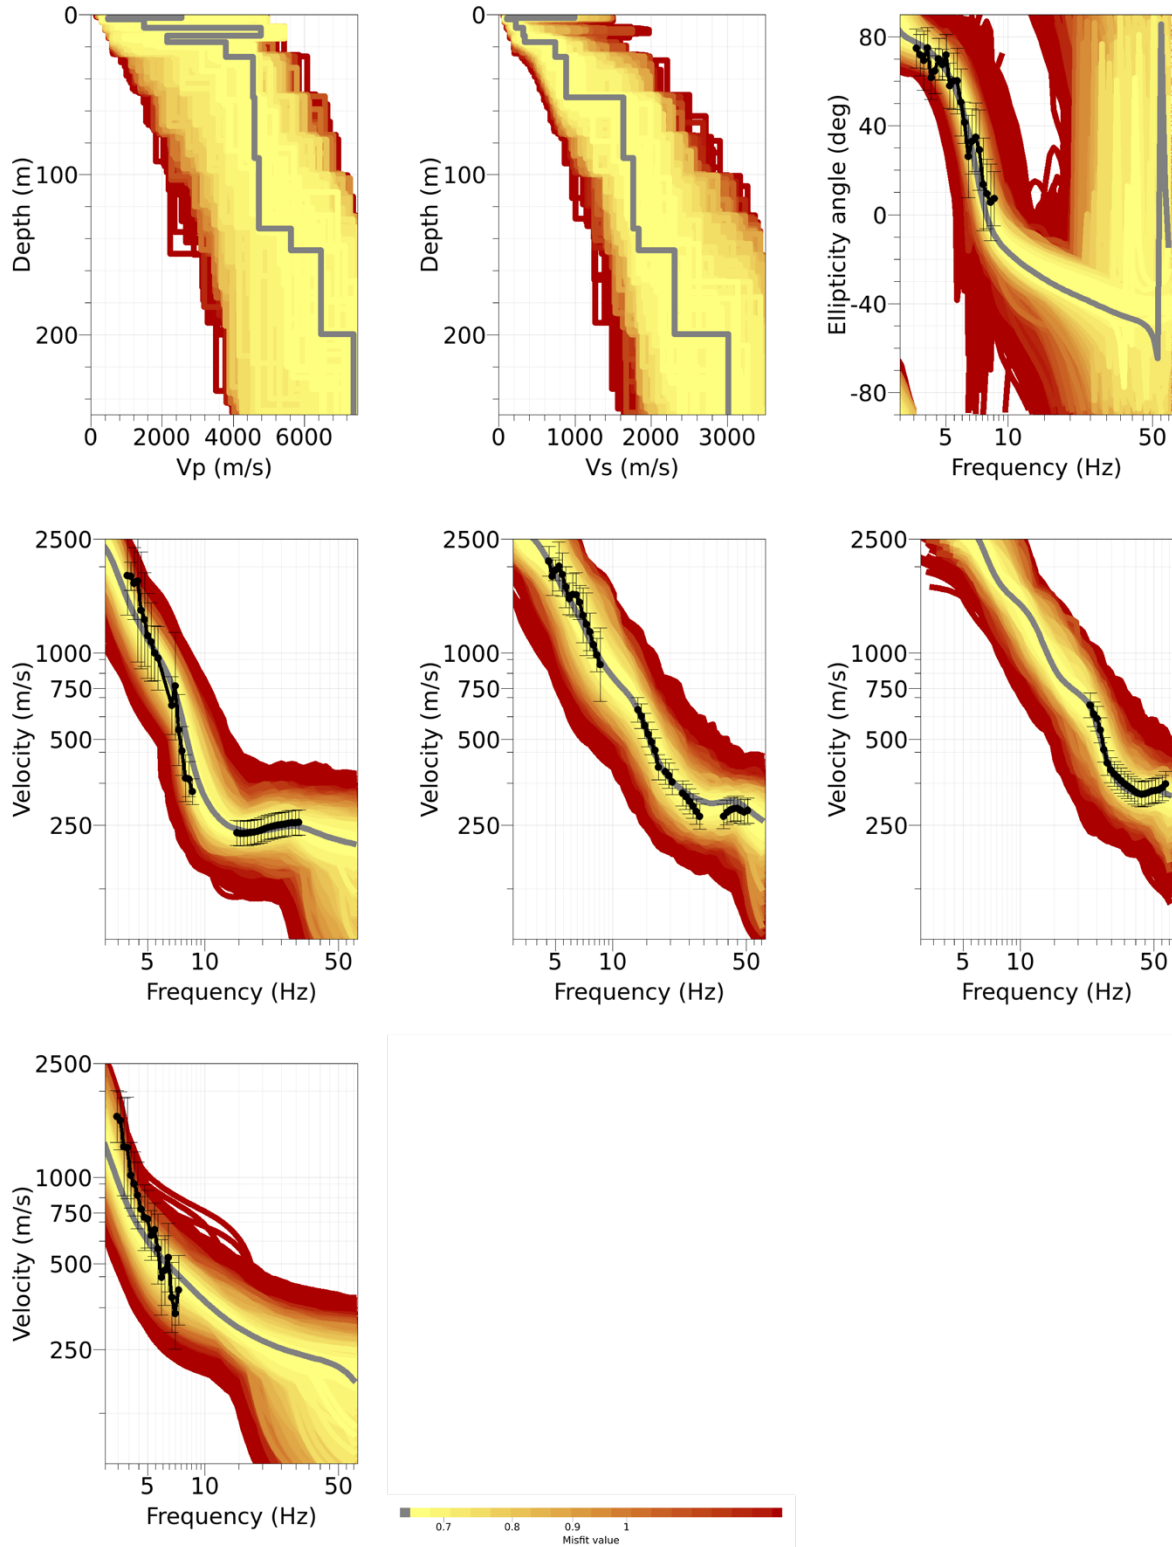 0
100
200
Depth (m)
0 2000 4000 6000
Vp (m/s)
0
100
200
Depth (m)
0 1000 2000 3000
Vs (m/s)
80
40
0
-40
-80
Ellipticity angle (deg)
5 10 50
Frequency (Hz)
2500
1000
750
500
250
Velocity (m/s)
5 10 50
Frequency (Hz)
2500
1000
750
500
250
Velocity (m/s)
5 10 50
Frequency (Hz)
2500
1000
750
500
250
Velocity (m/s)
5 10 50
Frequency (Hz)
2500
1000
750
500
250
Velocity (m/s)
5 10 50
Frequency (Hz)
0.7 0.8 0.9 1
Misfit value